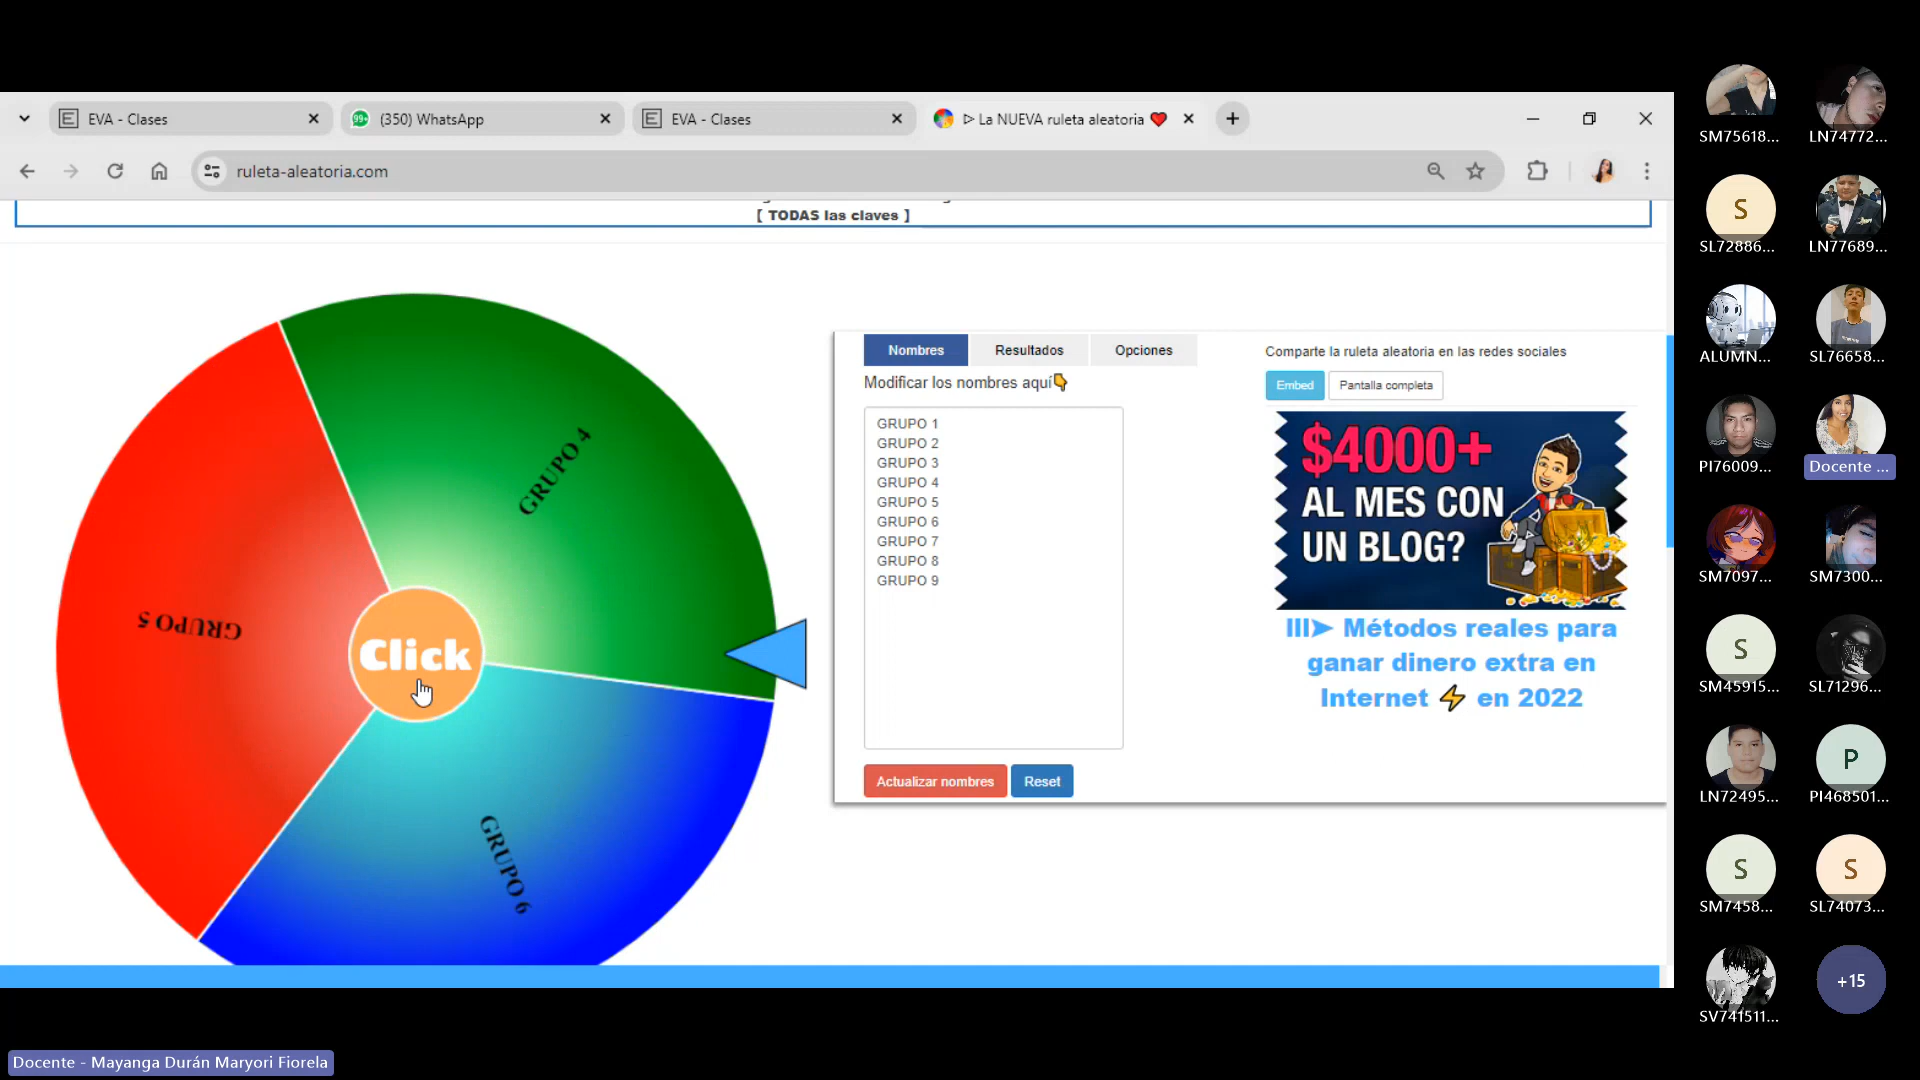 EVA - Clases
(350) WhatsApp
EVA - Clases
▷ La NUEVA ruleta aleatoria ❤️
ruleta-aleatoria.com
[ TODAS las claves ]
GRUPO 4
GRUPO 5
Click
GRUPO 6
Nombres
Resultados
Opciones
Modificar los nombres aquí👇
GRUPO 1
GRUPO 2
GRUPO 3
GRUPO 4
GRUPO 5
GRUPO 6
GRUPO 7
GRUPO 8
GRUPO 9
Actualizar nombres
Reset
Comparte la ruleta aleatoria en las redes sociales
Embed
Pantalla completa
$4000+
AL MES CON
UN BLOG?
III➤ Métodos reales para
ganar dinero extra en
Internet ⚡ en 2022
SM75618...
LN74772...
S
SL72886...
LN77689...
ALUMN...
SL76658...
PI76009...
Docente ...
SM7097...
SM7300...
S
SM45915...
SL71296...
LN72495...
P
PI468501...
S
SM7458...
S
SL74073...
SV741511...
+15
Docente - Mayanga Durán Maryori Fiorela